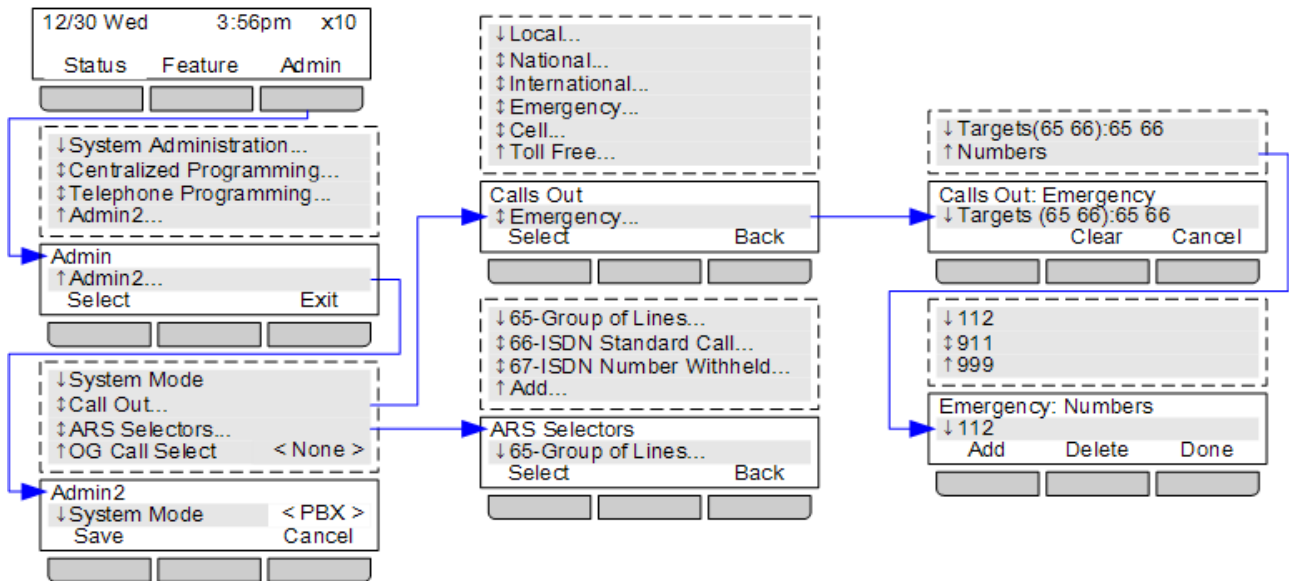 12/30 Wed 3:56pm x10
Status Feature Admin
↓System Administration...
↕Centralized Programming...
↕Telephone Programming...
↑Admin2...
Admin
↑Admin2...
Select Exit
↓System Mode
↕Call Out...
↕ARS Selectors...
↑OG Call Select < None >
Admin2
↓System Mode < PBX >
Save Cancel
↓Local...
↕National...
↕International...
↕Emergency...
↕Cell...
↑Toll Free...
Calls Out
↕Emergency...
Select Back
↓65-Group of Lines...
↕66-ISDN Standard Call...
↕67-ISDN Number Withheld...
↑Add...
ARS Selectors
↓65-Group of Lines...
Select Back
↓Targets(65 66):65 66
↑Numbers
Calls Out: Emergency
↓Targets (65 66):65 66
Clear Cancel
↓112
↕911
↑999
Emergency: Numbers
↓112
Add Delete Done